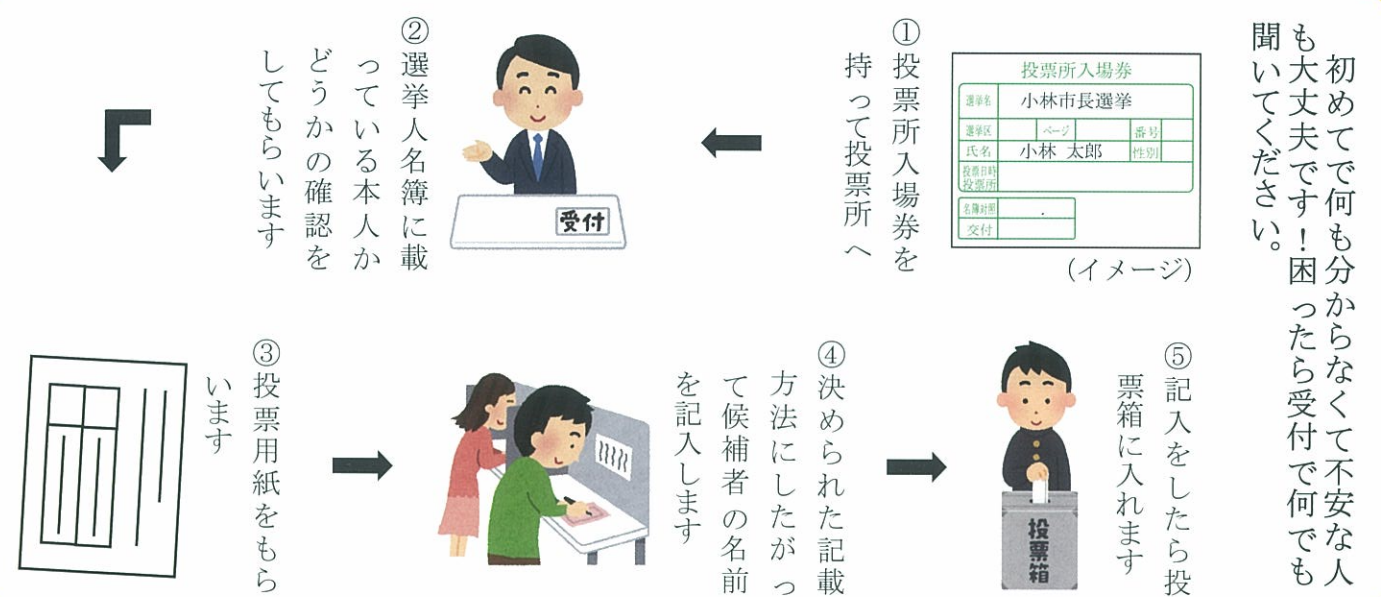 初めてで何も分からなくて不安な人
も大丈夫です！困ったら受付で何でも
聞いてください。
投票所入場券
選挙名 小林市長選挙
選挙区 ページ 番号
氏名 小林 太郎 性別
投票日時
投票所
名簿対照
交付
(イメージ)
①投票所入場券を
持って投票所へ
受付
②選挙人名簿に載
っている本人か
どうかの確認を
してもらいます
③投票用紙をもら
います
④決められた記載
方法にしたがっ
て候補者の名前
を記入します
⑤記入をしたら投
票箱に入れます
投票箱